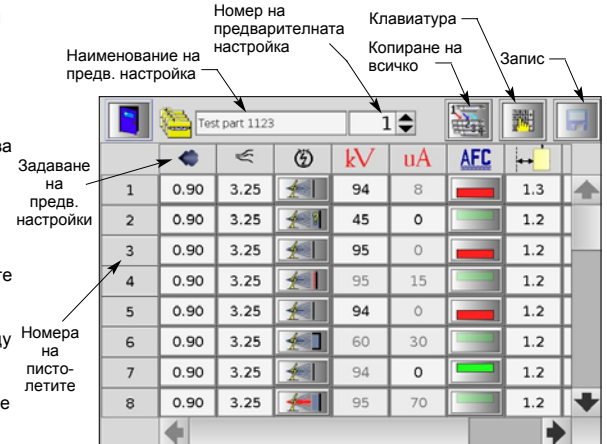 Номер на
предварителната
настройка
Клавиатура
Наименование на
предв. настройка
Копиране на
всичко
Запис
Test part 1123
1
ва
Задаване
на
предв.
настройки
те
ду
Номера
на
писто-
летите
е
kV uA AFC
1 0.90 3.25 94 8 1.3
2 0.90 3.25 45 0 1.2
3 0.90 3.25 95 0 1.2
4 0.90 3.25 95 15 1.2
5 0.90 3.25 94 0 1.2
6 0.90 3.25 60 30 1.2
7 0.90 3.25 94 0 1.2
8 0.90 3.25 95 70 1.2